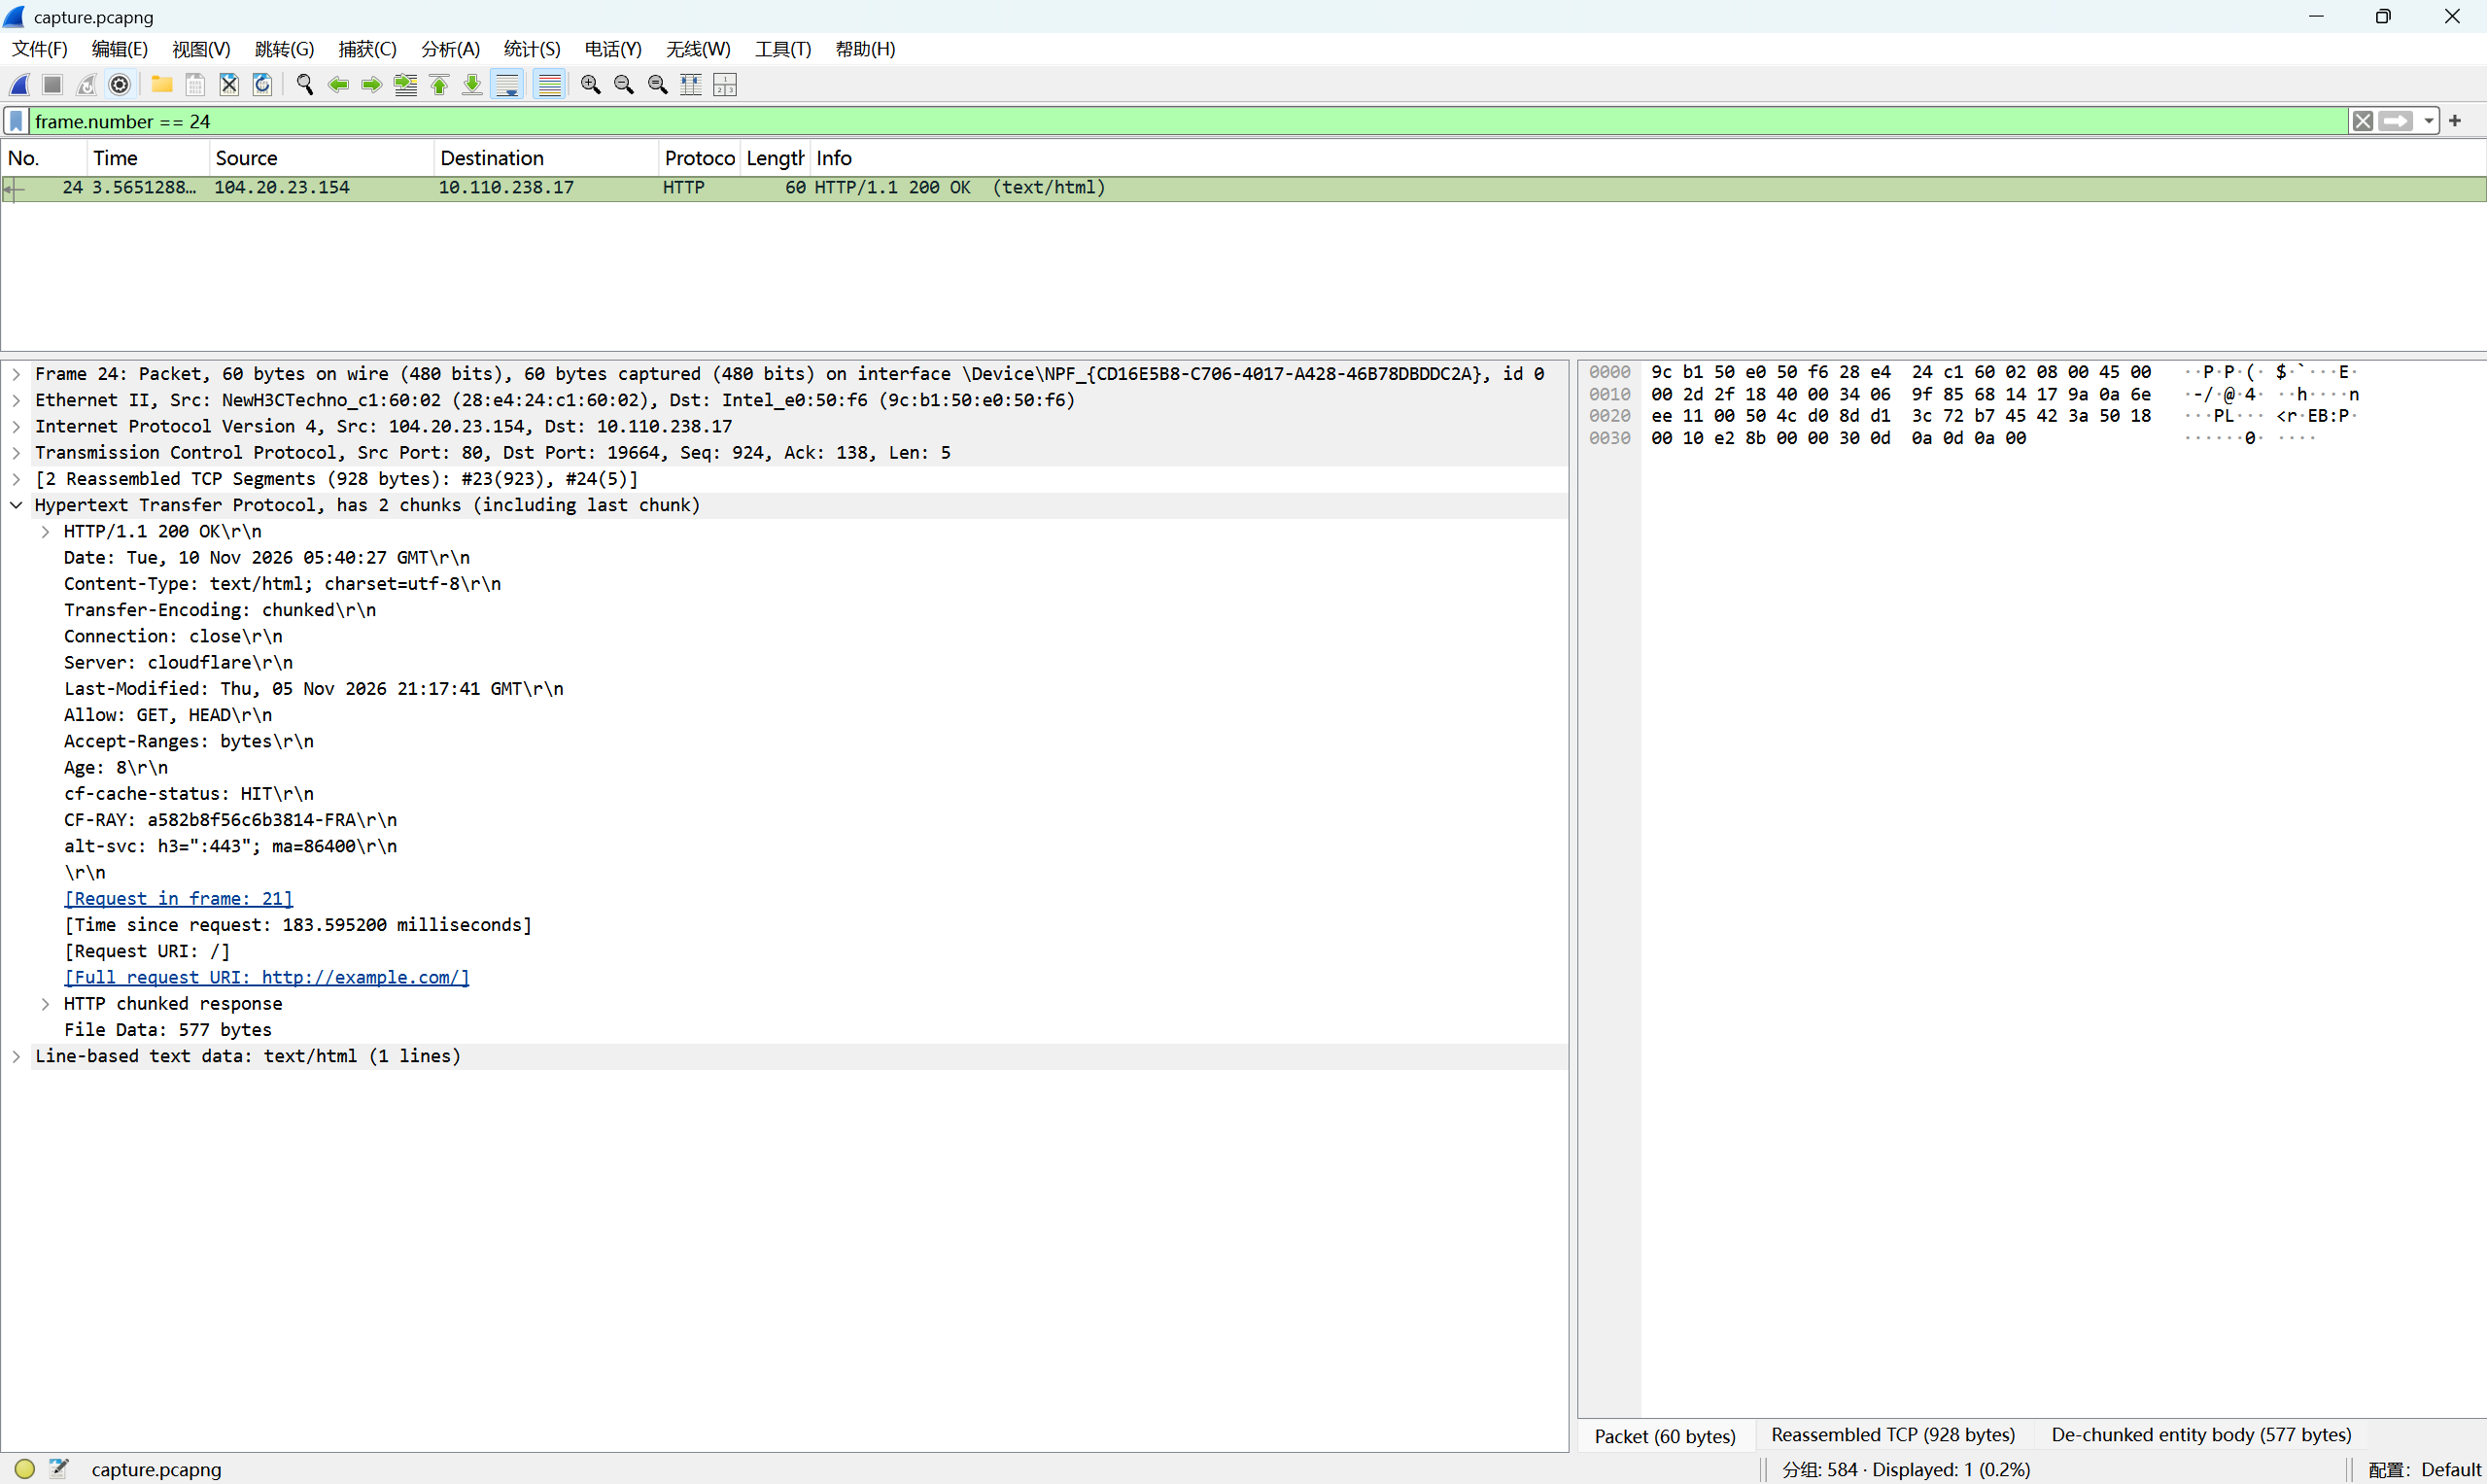 capture.pcapng
文件(F) 编辑(E) 视图(V) 跳转(G) 捕获(C) 分析(A) 统计(S) 电话(Y) 无线(W) 工具(T) 帮助(H)
frame.number == 24
No. Time Source Destination Protoco Length Info
24 3.5651288… 104.20.23.154 10.110.238.17 HTTP 60 HTTP/1.1 200 OK  (text/html)
Frame 24: Packet, 60 bytes on wire (480 bits), 60 bytes captured (480 bits) on interface \Device\NPF_{CD16E5B8-C706-4017-A428-46B78DBDDC2A}, id 0
Ethernet II, Src: NewH3CTechno_c1:60:02 (28:e4:24:c1:60:02), Dst: Intel_e0:50:f6 (9c:b1:50:e0:50:f6)
Internet Protocol Version 4, Src: 104.20.23.154, Dst: 10.110.238.17
Transmission Control Protocol, Src Port: 80, Dst Port: 19664, Seq: 924, Ack: 138, Len: 5
[2 Reassembled TCP Segments (928 bytes): #23(923), #24(5)]
Hypertext Transfer Protocol, has 2 chunks (including last chunk)
HTTP/1.1 200 OK\r\n
Date: Tue, 10 Nov 2026 05:40:27 GMT\r\n
Content-Type: text/html; charset=utf-8\r\n
Transfer-Encoding: chunked\r\n
Connection: close\r\n
Server: cloudflare\r\n
Last-Modified: Thu, 05 Nov 2026 21:17:41 GMT\r\n
Allow: GET, HEAD\r\n
Accept-Ranges: bytes\r\n
Age: 8\r\n
cf-cache-status: HIT\r\n
CF-RAY: a582b8f56c6b3814-FRA\r\n
alt-svc: h3=":443"; ma=86400\r\n
\r\n
[Request in frame: 21]
[Time since request: 183.595200 milliseconds]
[Request URI: /]
[Full request URI: http://example.com/]
HTTP chunked response
File Data: 577 bytes
Line-based text data: text/html (1 lines)
0000 9c b1 50 e0 50 f6 28 e4 24 c1 60 02 08 00 45 00 ··P·P·(· $·`···E·
0010 00 2d 2f 18 40 00 34 06 9f 85 68 14 17 9a 0a 6e ·-/·@·4· ··h····n
0020 ee 11 00 50 4c d0 8d d1 3c 72 b7 45 42 3a 50 18 ···PL··· <r·EB:P·
0030 00 10 e2 8b 00 00 30 0d 0a 0d 0a 00 ······0· ····
Packet (60 bytes) Reassembled TCP (928 bytes) De-chunked entity body (577 bytes)
capture.pcapng 分组: 584 · Displayed: 1 (0.2%) 配置: Default